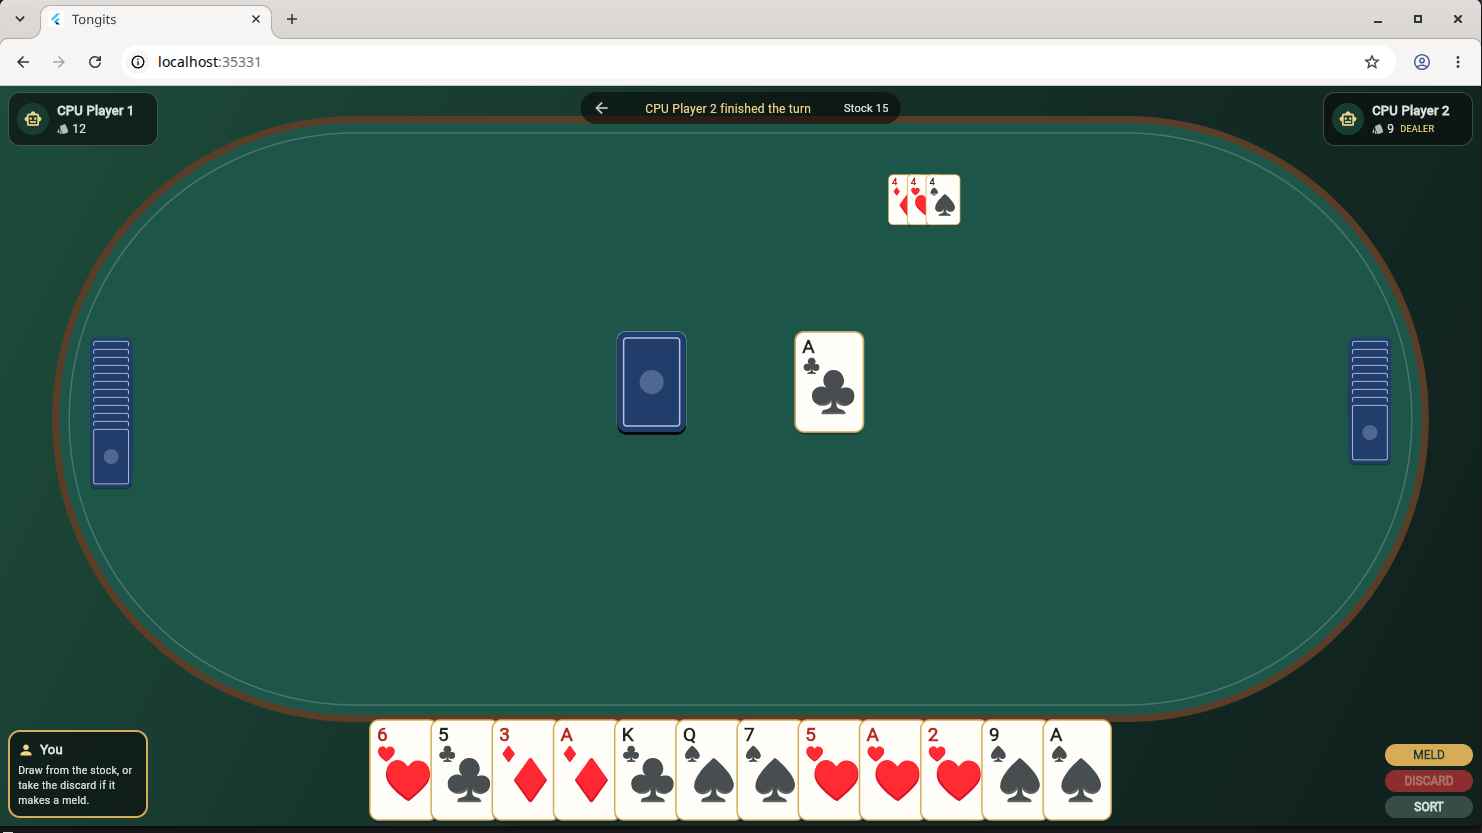 Tongits
localhost:35331
CPU Player 1
12
CPU Player 2 finished the turn
Stock 15
CPU Player 2
9 DEALER
4 4 4
A
6 5 3 A K Q 7 5 A 2 9 A
You
Draw from the stock, or
take the discard if it
makes a meld.
MELD
DISCARD
SORT